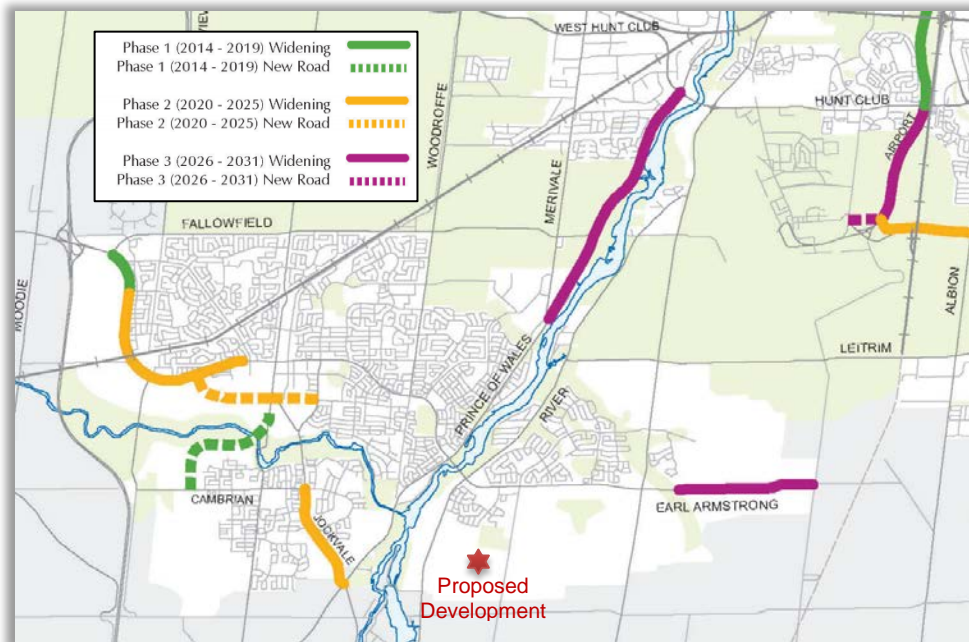 WEST HUNT CLUB
Phase 1 (2014 - 2019) Widening
Phase 1 (2014 - 2019) New Road
Phase 2 (2020 - 2025) Widening
Phase 2 (2020 - 2025) New Road
Phase 3 (2026 - 2031) Widening
Phase 3 (2026 - 2031) New Road
WOODROFFE
HUNT CLUB
AIRPORT
MERIVALE
FALLOWFIELD
MOODIE
ALBION
LEITRIM
PRINCE OF WALES
RIVER
CAMBRIAN
EARL ARMSTRONG
JOCKVALE
Proposed
Development